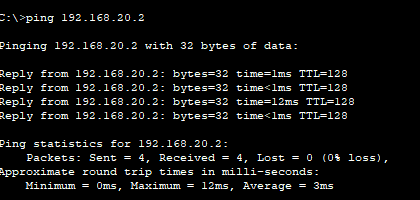 C:\>ping 192.168.20.2
Pinging 192.168.20.2 with 32 bytes of data:
Reply from 192.168.20.2: bytes=32 time=1ms TTL=128
Reply from 192.168.20.2: bytes=32 time<1ms TTL=128
Reply from 192.168.20.2: bytes=32 time=12ms TTL=128
Reply from 192.168.20.2: bytes=32 time<1ms TTL=128
Ping statistics for 192.168.20.2:
    Packets: Sent = 4, Received = 4, Lost = 0 (0% loss),
Approximate round trip times in milli-seconds:
    Minimum = 0ms, Maximum = 12ms, Average = 3ms